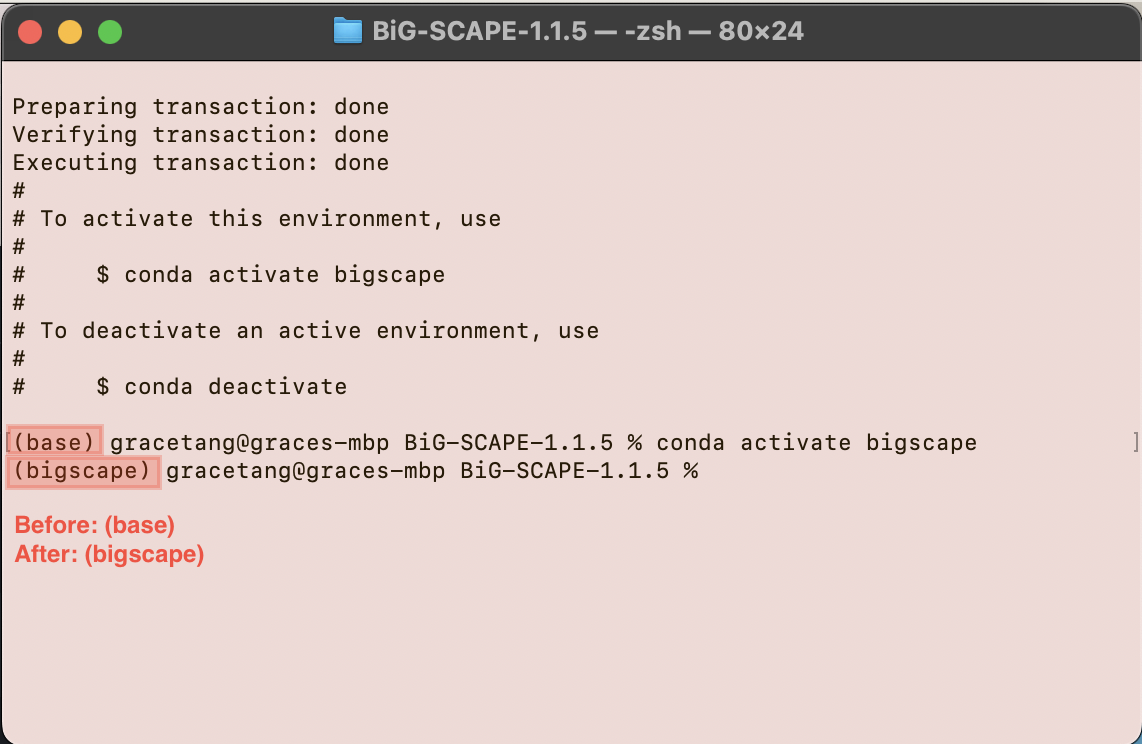 BiG-SCAPE-1.1.5 — -zsh — 80×24
Preparing transaction: done
Verifying transaction: done
Executing transaction: done
#
# To activate this environment, use
#
#     $ conda activate bigscape
#
# To deactivate an active environment, use
#
#     $ conda deactivate
[(base) gracetang@graces-mbp BiG-SCAPE-1.1.5 % conda activate bigscape ]
(bigscape) gracetang@graces-mbp BiG-SCAPE-1.1.5 %
Before: (base)
After: (bigscape)